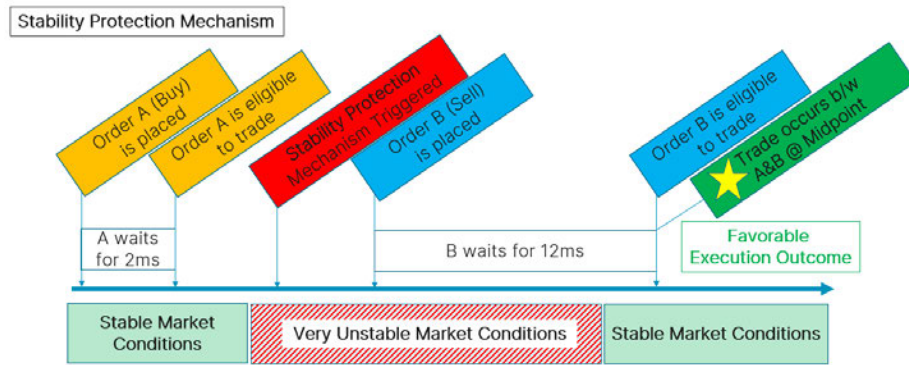 Stability Protection Mechanism
Order A (Buy)
is placed
Order A is eligible
to trade
Stability Protection
Mechanism Triggered
Order B (Sell)
is placed
Order B is eligible
to trade
Trade occurs b/w
A&B @ Midpoint
A waits
for 2ms
B waits for 12ms
Favorable
Execution Outcome
Stable Market
Conditions
Very Unstable Market Conditions
Stable Market
Conditions